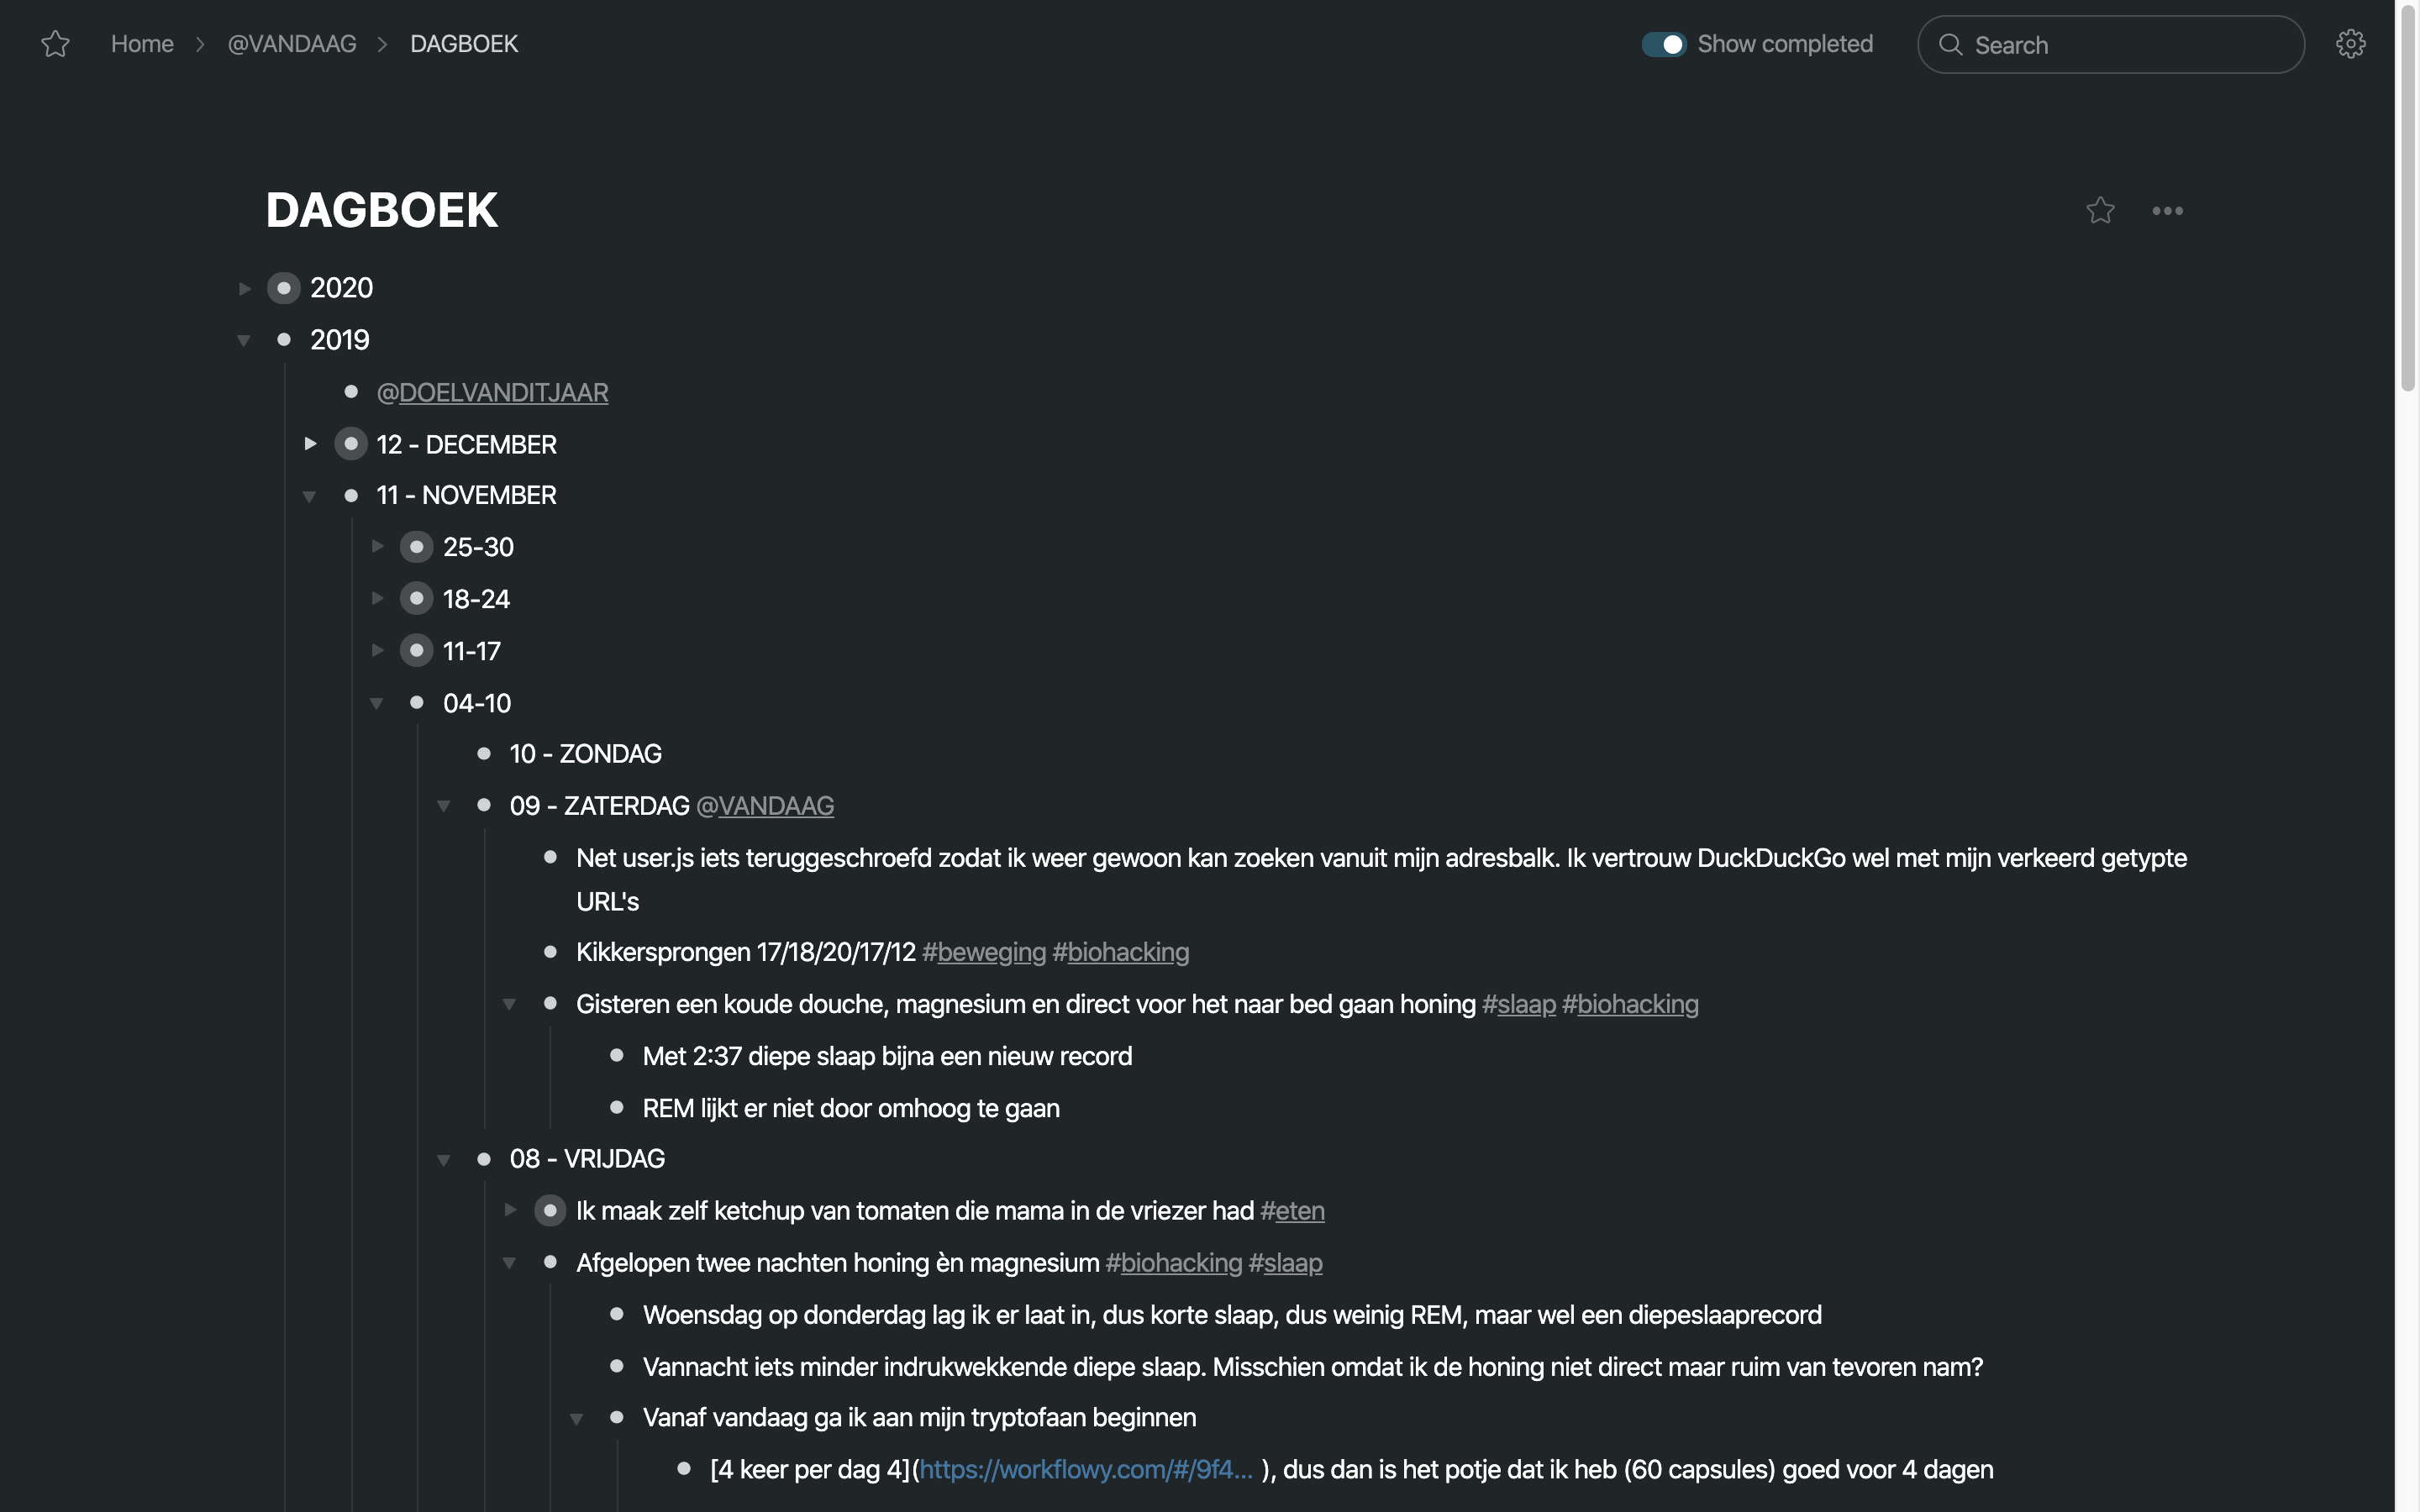 Home > @VANDAAG > DAGBOEK
Show completed
Search
DAGBOEK
2020
2019
@DOELVANDITJAAR
12 - DECEMBER
11 - NOVEMBER
25-30
18-24
11-17
04-10
10 - ZONDAG
09 - ZATERDAG @VANDAAG
Net user.js iets teruggeschroefd zodat ik weer gewoon kan zoeken vanuit mijn adresbalk. Ik vertrouw DuckDuckGo wel met mijn verkeerd getypte
URL's
Kikkersprongen 17/18/20/17/12 #beweging #biohacking
Gisteren een koude douche, magnesium en direct voor het naar bed gaan honing #slaap #biohacking
Met 2:37 diepe slaap bijna een nieuw record
REM lijkt er niet door omhoog te gaan
08 - VRIJDAG
Ik maak zelf ketchup van tomaten die mama in de vriezer had #eten
Afgelopen twee nachten honing èn magnesium #biohacking #slaap
Woensdag op donderdag lag ik er laat in, dus korte slaap, dus weinig REM, maar wel een diepeslaaprecord
Vannacht iets minder indrukwekkende diepe slaap. Misschien omdat ik de honing niet direct maar ruim van tevoren nam?
Vanaf vandaag ga ik aan mijn tryptofaan beginnen
[4 keer per dag 4](https://workflowy.com/#/9f4... ), dus dan is het potje dat ik heb (60 capsules) goed voor 4 dagen